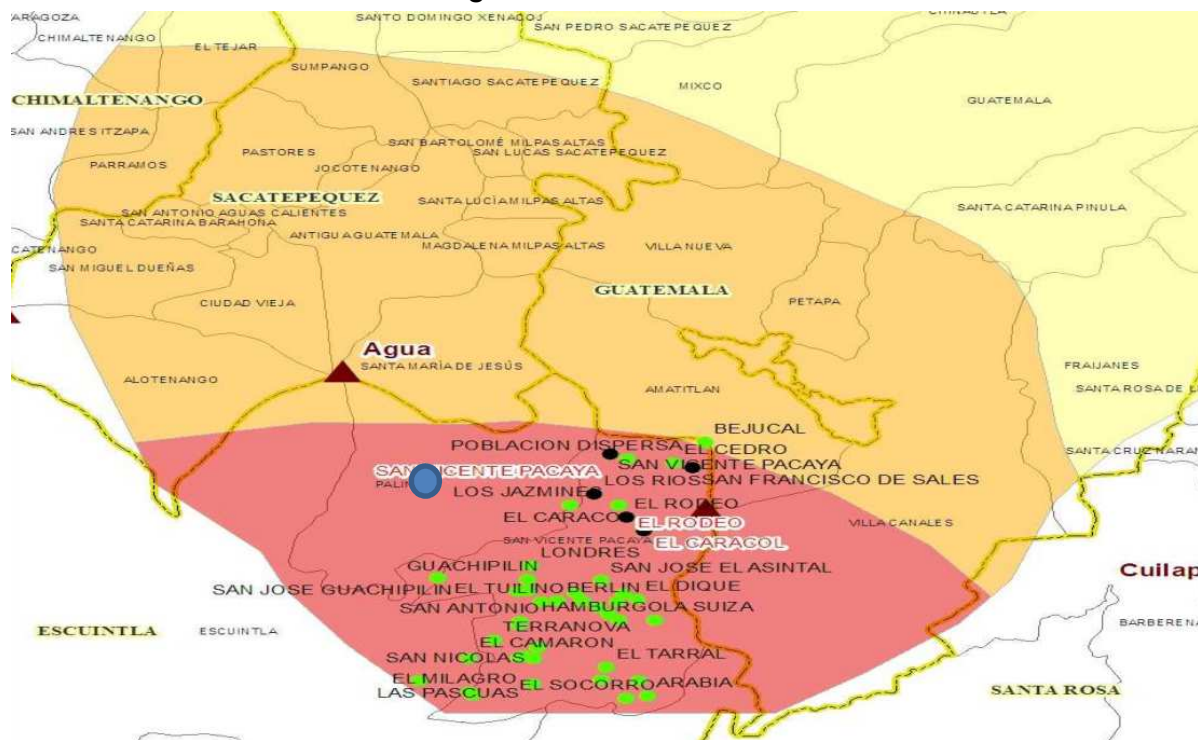 ARAGOZA
CHIMALTENANGO
SANTO DOMINGO XENACOJ
SAN PEDRO SACATEPEQUEZ
CHINAUTLA
EL TEJAR
SUMPANGO
SANTIAGO SACATEPEQUEZ
MIXCO
GUATEMALA
CHIMALTENANGO
SAN ANDRES ITZAPA
SAN BARTOLOMÉ MILPAS ALTAS
PARRAMOS
PASTORES
SAN LUCAS SACATEPEQUEZ
JOCOTENANGO
SACATEPEQUEZ
SANTA LUCÌA MILPAS ALTAS
SANTA CATARINA PINULA
SAN ANTONIO AGUAS CALIENTES
SANTA CATARINA BARAHONA
ANTIGUA GUATEMALA
MAGDALENA MILPAS ALTAS
VILLA NUEVA
CATENANGO
SAN MIGUEL DUEÑAS
CIUDAD VIEJA
GUATEMALA
PETAPA
Agua
SANTA MARÍA DE JESÚS
FRAIJANES
ALOTENANGO
AMATITLAN
SANTA ROSA DE L
BEJUCAL
POBLACION DISPERSA
EL CEDRO
SANTA CRUZ NARAN
SAN VICENTE PACAYA
SAN VICENTE PACAYA
PALIN
LOS JAZMINES
LOS RIOS
SAN FRANCISCO DE SALES
EL RODEO
EL CARACO
EL RODEO
VILLA CANALES
SAN VICENTE PACAYA
EL CARACOL
LONDRES
GUACHIPILIN
SAN JOSE EL ASINTAL
Cuilap
SAN JOSE GUACHIPILIN
EL TUILINO
BERLIN
EL DIQUE
SAN ANTONIO
HAMBURGO
LA SUIZA
BARBERENA
ESCUINTLA
ESCUINTLA
TERRANOVA
EL CAMARON
SAN NICOLAS
EL TARRAL
EL MILAGRO
EL SOCORRO
ARABIA
LAS PASCUAS
SANTA ROSA